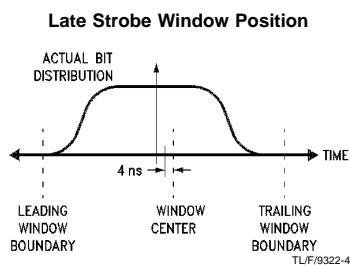 Late Strobe Window Position
ACTUAL BIT
DISTRIBUTION
TIME
4 ns
LEADING
WINDOW
BOUNDARY
WINDOW
CENTER
TRAILING
WINDOW
BOUNDARY
TL/F/9322-4